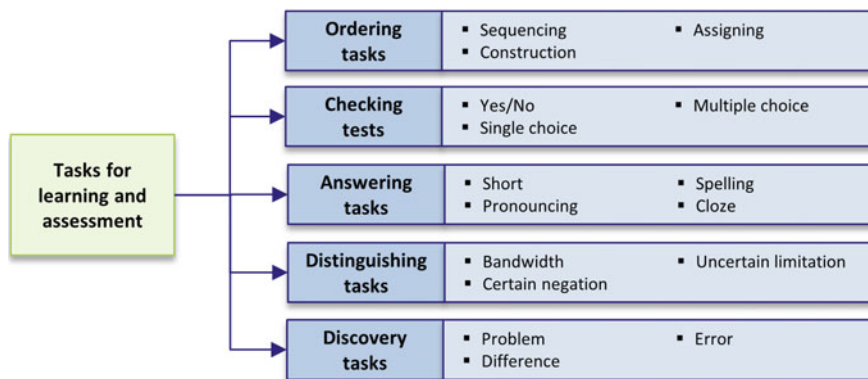 Tasks for
learning and
assessment
Ordering
tasks
▪ Sequencing
▪ Construction
▪ Assigning
Checking
tests
▪ Yes/No
▪ Single choice
▪ Multiple choice
Answering
tasks
▪ Short
▪ Pronouncing
▪ Spelling
▪ Cloze
Distinguishing
tasks
▪ Bandwidth
▪ Certain negation
▪ Uncertain limitation
Discovery
tasks
▪ Problem
▪ Difference
▪ Error